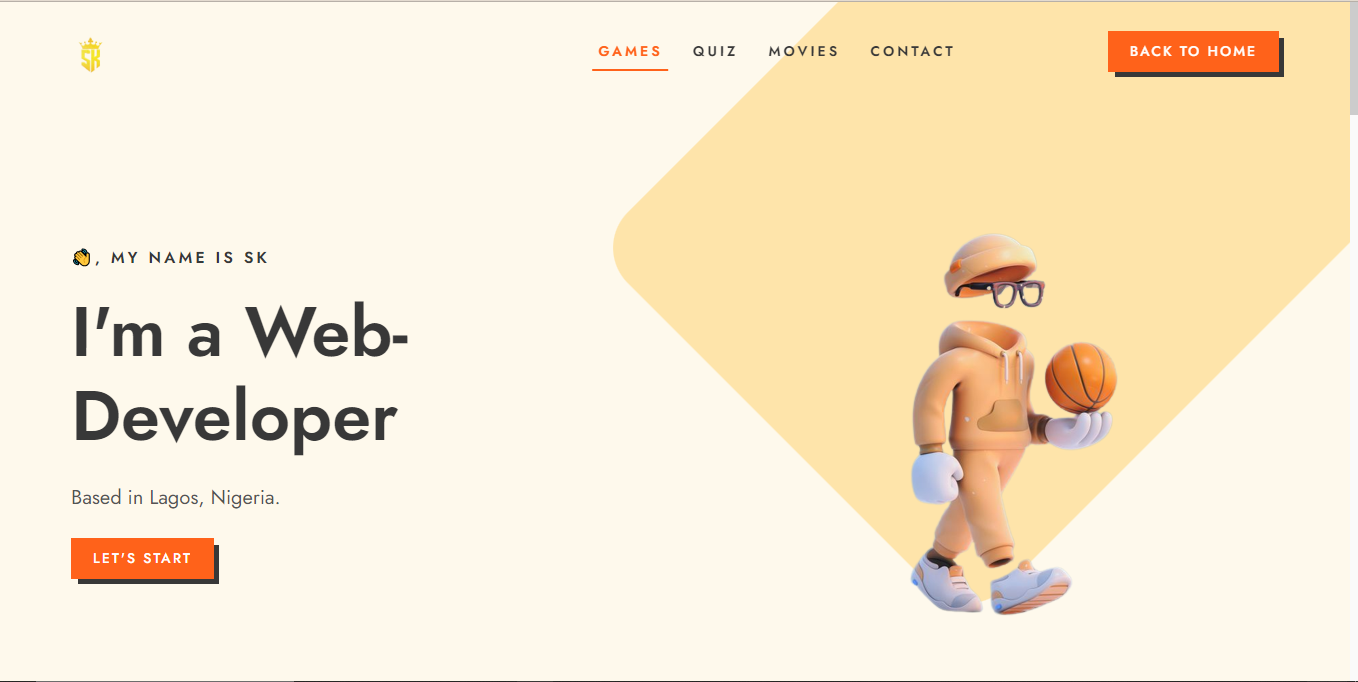 SK
GAMES QUIZ MOVIES CONTACT BACK TO HOME
👋, MY NAME IS SK
I'm a Web-
Developer
Based in Lagos, Nigeria.
LET'S START